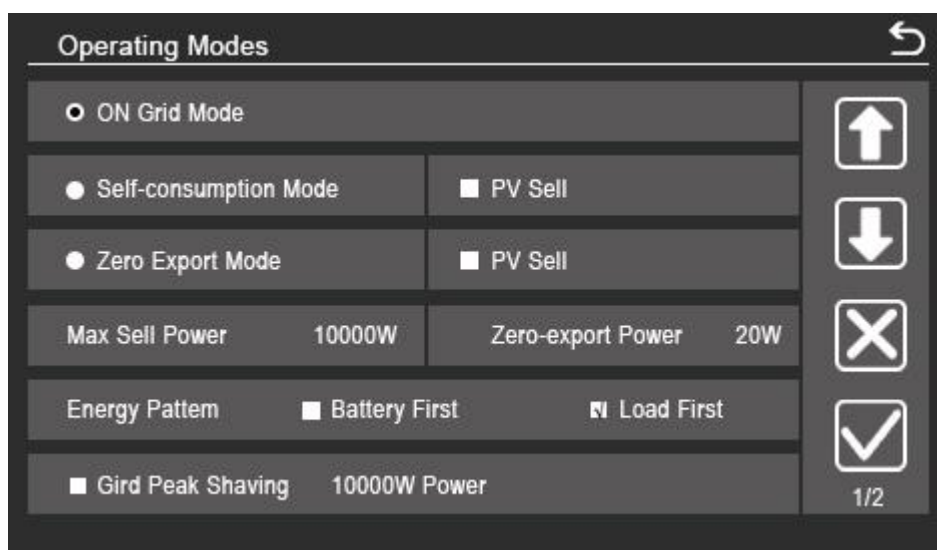 Operating Modes
ON Grid Mode
Self-consumption Mode PV Sell
Zero Export Mode PV Sell
Max Sell Power 10000W Zero-export Power 20W
Energy Pattem Battery First Load First
Gird Peak Shaving 10000W Power
1/2